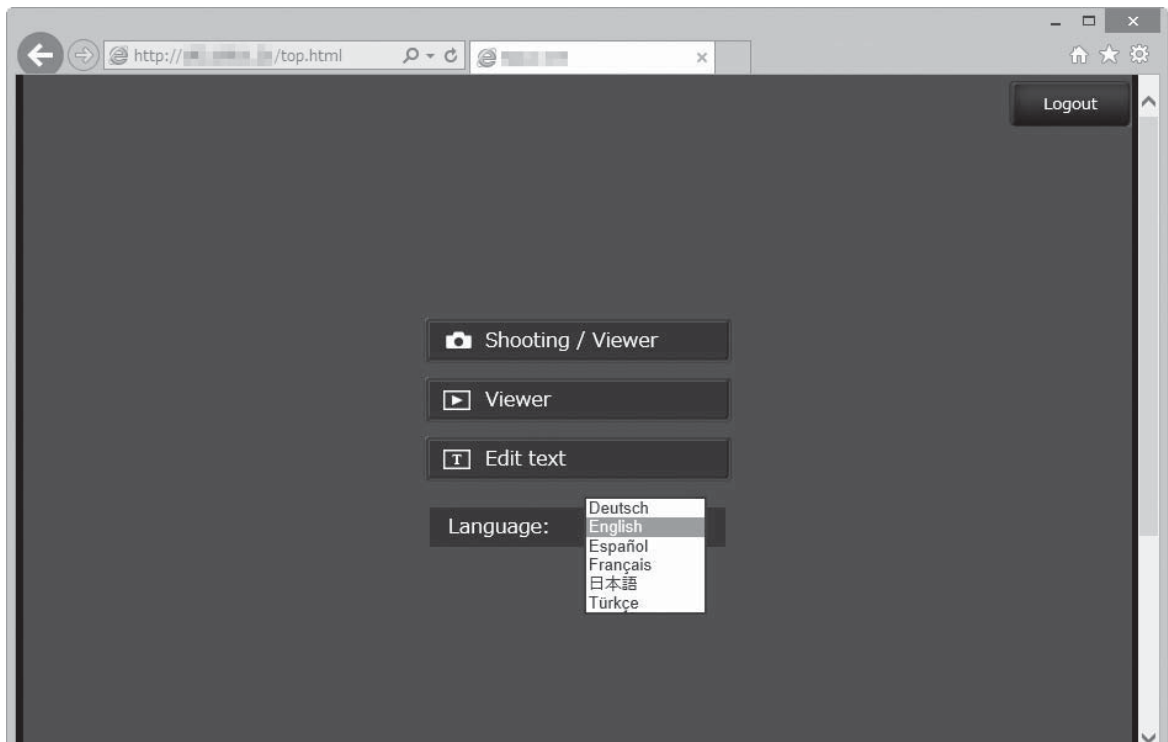 http:// /top.html
Logout
Shooting / Viewer
Viewer
T Edit text
Language:
Deutsch
English
Español
Français
日本語
Türkçe